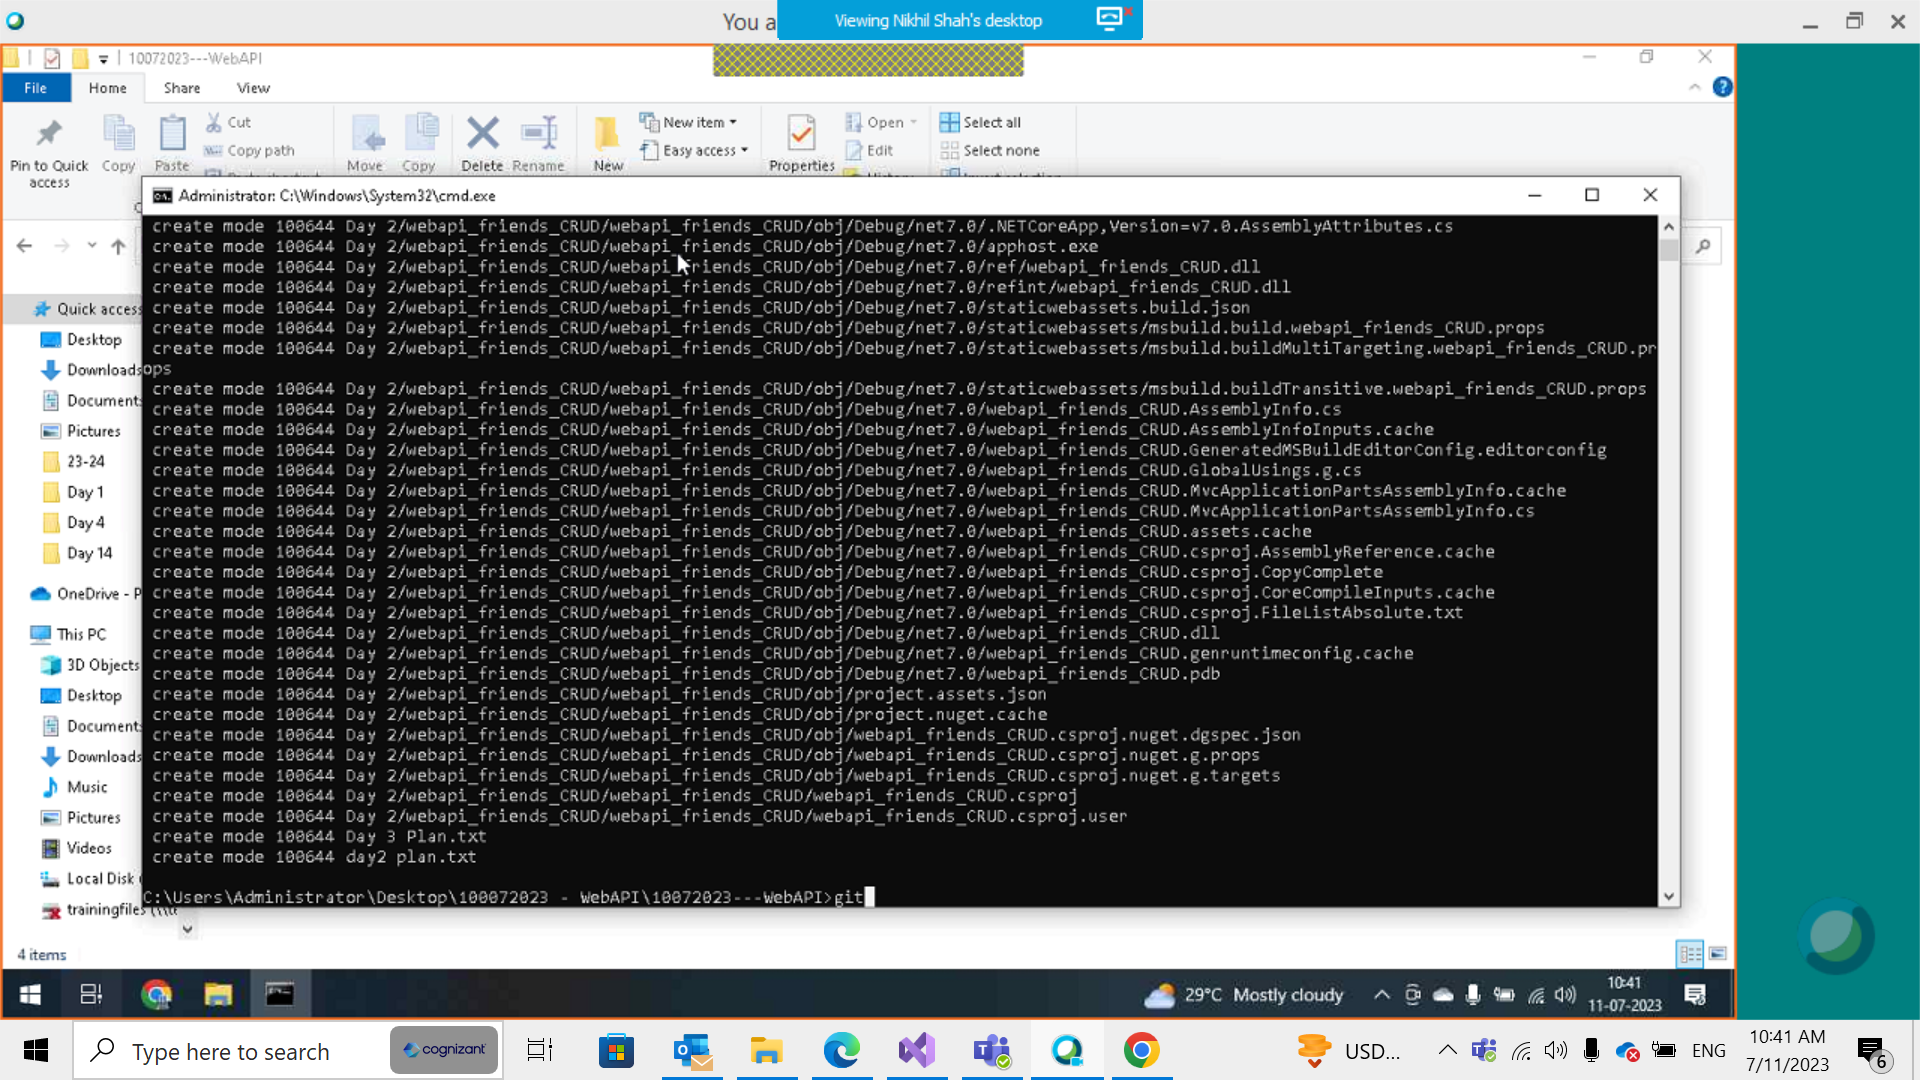 You a
Viewing Nikhil Shah's desktop
10072023---WebAPI
File
Home
Share
View
Pin to Quick access
Copy
Paste
Cut
Copy path
Move
Copy
Delete
Rename
New
New item
Easy access
Properties
Open
Edit
Select all
Select none
Administrator: C:\Windows\System32\cmd.exe
create mode 100644 Day 2/webapi_friends_CRUD/webapi_friends_CRUD/obj/Debug/net7.0/.NETCoreApp,Version=v7.0.AssemblyAttributes.cs
create mode 100644 Day 2/webapi_friends_CRUD/webapi_friends_CRUD/obj/Debug/net7.0/apphost.exe
create mode 100644 Day 2/webapi_friends_CRUD/webapi_friends_CRUD/obj/Debug/net7.0/ref/webapi_friends_CRUD.dll
create mode 100644 Day 2/webapi_friends_CRUD/webapi_friends_CRUD/obj/Debug/net7.0/refint/webapi_friends_CRUD.dll
create mode 100644 Day 2/webapi_friends_CRUD/webapi_friends_CRUD/obj/Debug/net7.0/staticwebassets.build.json
create mode 100644 Day 2/webapi_friends_CRUD/webapi_friends_CRUD/obj/Debug/net7.0/staticwebassets/msbuild.build.webapi_friends_CRUD.props
create mode 100644 Day 2/webapi_friends_CRUD/webapi_friends_CRUD/obj/Debug/net7.0/staticwebassets/msbuild.buildMultiTargeting.webapi_friends_CRUD.pr
ops
create mode 100644 Day 2/webapi_friends_CRUD/webapi_friends_CRUD/obj/Debug/net7.0/staticwebassets/msbuild.buildTransitive.webapi_friends_CRUD.props
create mode 100644 Day 2/webapi_friends_CRUD/webapi_friends_CRUD/obj/Debug/net7.0/webapi_friends_CRUD.AssemblyInfo.cs
create mode 100644 Day 2/webapi_friends_CRUD/webapi_friends_CRUD/obj/Debug/net7.0/webapi_friends_CRUD.AssemblyInfoInputs.cache
create mode 100644 Day 2/webapi_friends_CRUD/webapi_friends_CRUD/obj/Debug/net7.0/webapi_friends_CRUD.GeneratedMSBuildEditorConfig.editorconfig
create mode 100644 Day 2/webapi_friends_CRUD/webapi_friends_CRUD/obj/Debug/net7.0/webapi_friends_CRUD.GlobalUsings.g.cs
create mode 100644 Day 2/webapi_friends_CRUD/webapi_friends_CRUD/obj/Debug/net7.0/webapi_friends_CRUD.MvcApplicationPartsAssemblyInfo.cache
create mode 100644 Day 2/webapi_friends_CRUD/webapi_friends_CRUD/obj/Debug/net7.0/webapi_friends_CRUD.MvcApplicationPartsAssemblyInfo.cs
create mode 100644 Day 2/webapi_friends_CRUD/webapi_friends_CRUD/obj/Debug/net7.0/webapi_friends_CRUD.assets.cache
create mode 100644 Day 2/webapi_friends_CRUD/webapi_friends_CRUD/obj/Debug/net7.0/webapi_friends_CRUD.csproj.AssemblyReference.cache
create mode 100644 Day 2/webapi_friends_CRUD/webapi_friends_CRUD/obj/Debug/net7.0/webapi_friends_CRUD.csproj.CopyComplete
create mode 100644 Day 2/webapi_friends_CRUD/webapi_friends_CRUD/obj/Debug/net7.0/webapi_friends_CRUD.csproj.CoreCompileInputs.cache
create mode 100644 Day 2/webapi_friends_CRUD/webapi_friends_CRUD/obj/Debug/net7.0/webapi_friends_CRUD.csproj.FileListAbsolute.txt
create mode 100644 Day 2/webapi_friends_CRUD/webapi_friends_CRUD/obj/Debug/net7.0/webapi_friends_CRUD.dll
create mode 100644 Day 2/webapi_friends_CRUD/webapi_friends_CRUD/obj/Debug/net7.0/webapi_friends_CRUD.genruntimeconfig.cache
create mode 100644 Day 2/webapi_friends_CRUD/webapi_friends_CRUD/obj/Debug/net7.0/webapi_friends_CRUD.pdb
create mode 100644 Day 2/webapi_friends_CRUD/webapi_friends_CRUD/obj/project.assets.json
create mode 100644 Day 2/webapi_friends_CRUD/webapi_friends_CRUD/obj/project.nuget.cache
create mode 100644 Day 2/webapi_friends_CRUD/webapi_friends_CRUD/obj/webapi_friends_CRUD.csproj.nuget.dgspec.json
create mode 100644 Day 2/webapi_friends_CRUD/webapi_friends_CRUD/obj/webapi_friends_CRUD.csproj.nuget.g.props
create mode 100644 Day 2/webapi_friends_CRUD/webapi_friends_CRUD/obj/webapi_friends_CRUD.csproj.nuget.g.targets
create mode 100644 Day 2/webapi_friends_CRUD/webapi_friends_CRUD/webapi_friends_CRUD.csproj
create mode 100644 Day 2/webapi_friends_CRUD/webapi_friends_CRUD/webapi_friends_CRUD.csproj.user
create mode 100644 Day 3 Plan.txt
create mode 100644 day2 plan.txt
C:\Users\Administrator\Desktop\100072023 - WebAPI\10072023---WebAPI>git
Quick access
Desktop
Downloads
Document
Pictures
23-24
Day 1
Day 4
Day 14
OneDrive - P
This PC
3D Objects
Desktop
Document
Downloads
Music
Pictures
Videos
Local Disk
trainingfiles
4 items
29°C Mostly cloudy
10:41
11-07-2023
Type here to search
cognizant
USD...
ENG
10:41 AM
7/11/2023
6